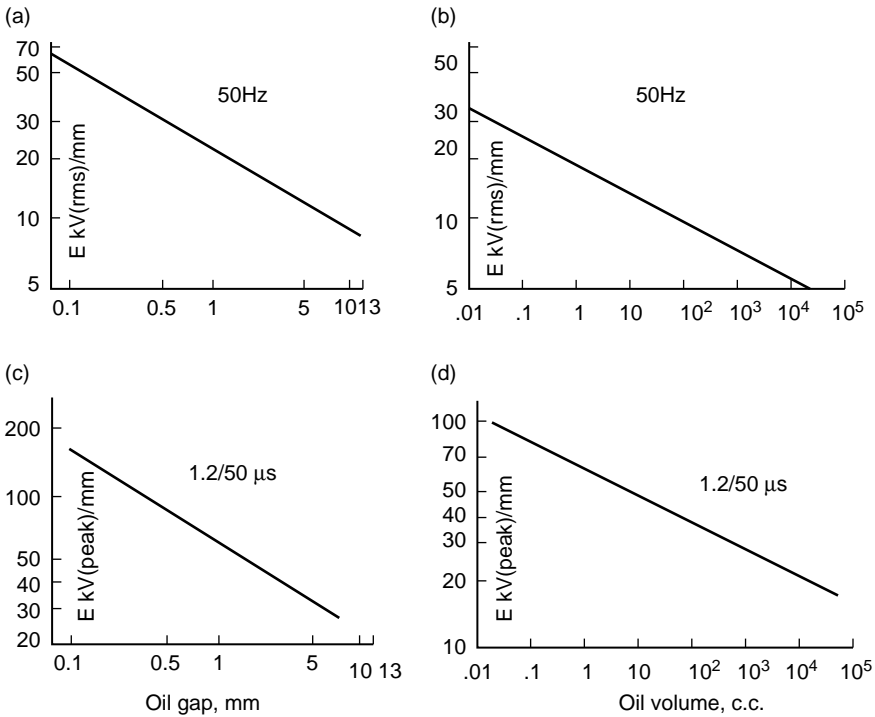 (a)
70
50
30
20
10
5
E kV(rms)/mm
50Hz
0.1 0.5 1 5 10 13
(b)
50
30
20
10
5
E kV(rms)/mm
50Hz
.01 .1 1 10 10² 10³ 10⁴ 10⁵
(c)
200
100
50
40
30
20
E kV(peak)/mm
1.2/50 μs
0.1 0.5 1 5 10 13
Oil gap, mm
(d)
100
70
50
40
30
20
10
E kV(peak)/mm
1.2/50 μs
.01 .1 1 10 10² 10³ 10⁴ 10⁵
Oil volume, c.c.